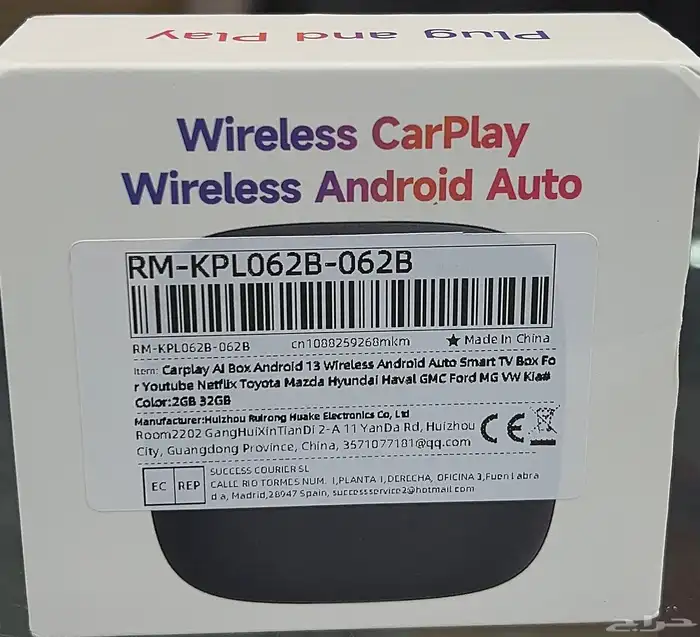 Plug and Play
Wireless CarPlay
Wireless Android Auto
RM-KPL062B-062B
RM-KPL062B-062B cn1088259268mkm ★ Made In China
Item: Carplay AI Box Android 13 Wireless Android Auto Smart TV Box Fo
r Youtube Netflix Toyota Mazda Hyundai Haval GMC Ford MG VW Kia#
Color:2GB 32GB
Manufacturer:Huizhou Ruirong Huake Electronics Co, Ltd
Room2202 GangHuiXinTianDi 2-A 11 YanDa Rd, Huizhou
City, Guangdong Province, China, 3571077181@qq.com
CE
EC REP
SUCCESS COURIER SL
CALLE RIO TORMES NUM. 1,PLANTA 1,DERECHA, OFICINA 3,Fuenlabra
da, Madrid,28947 Spain, successservice2@hotmail.com
حراج